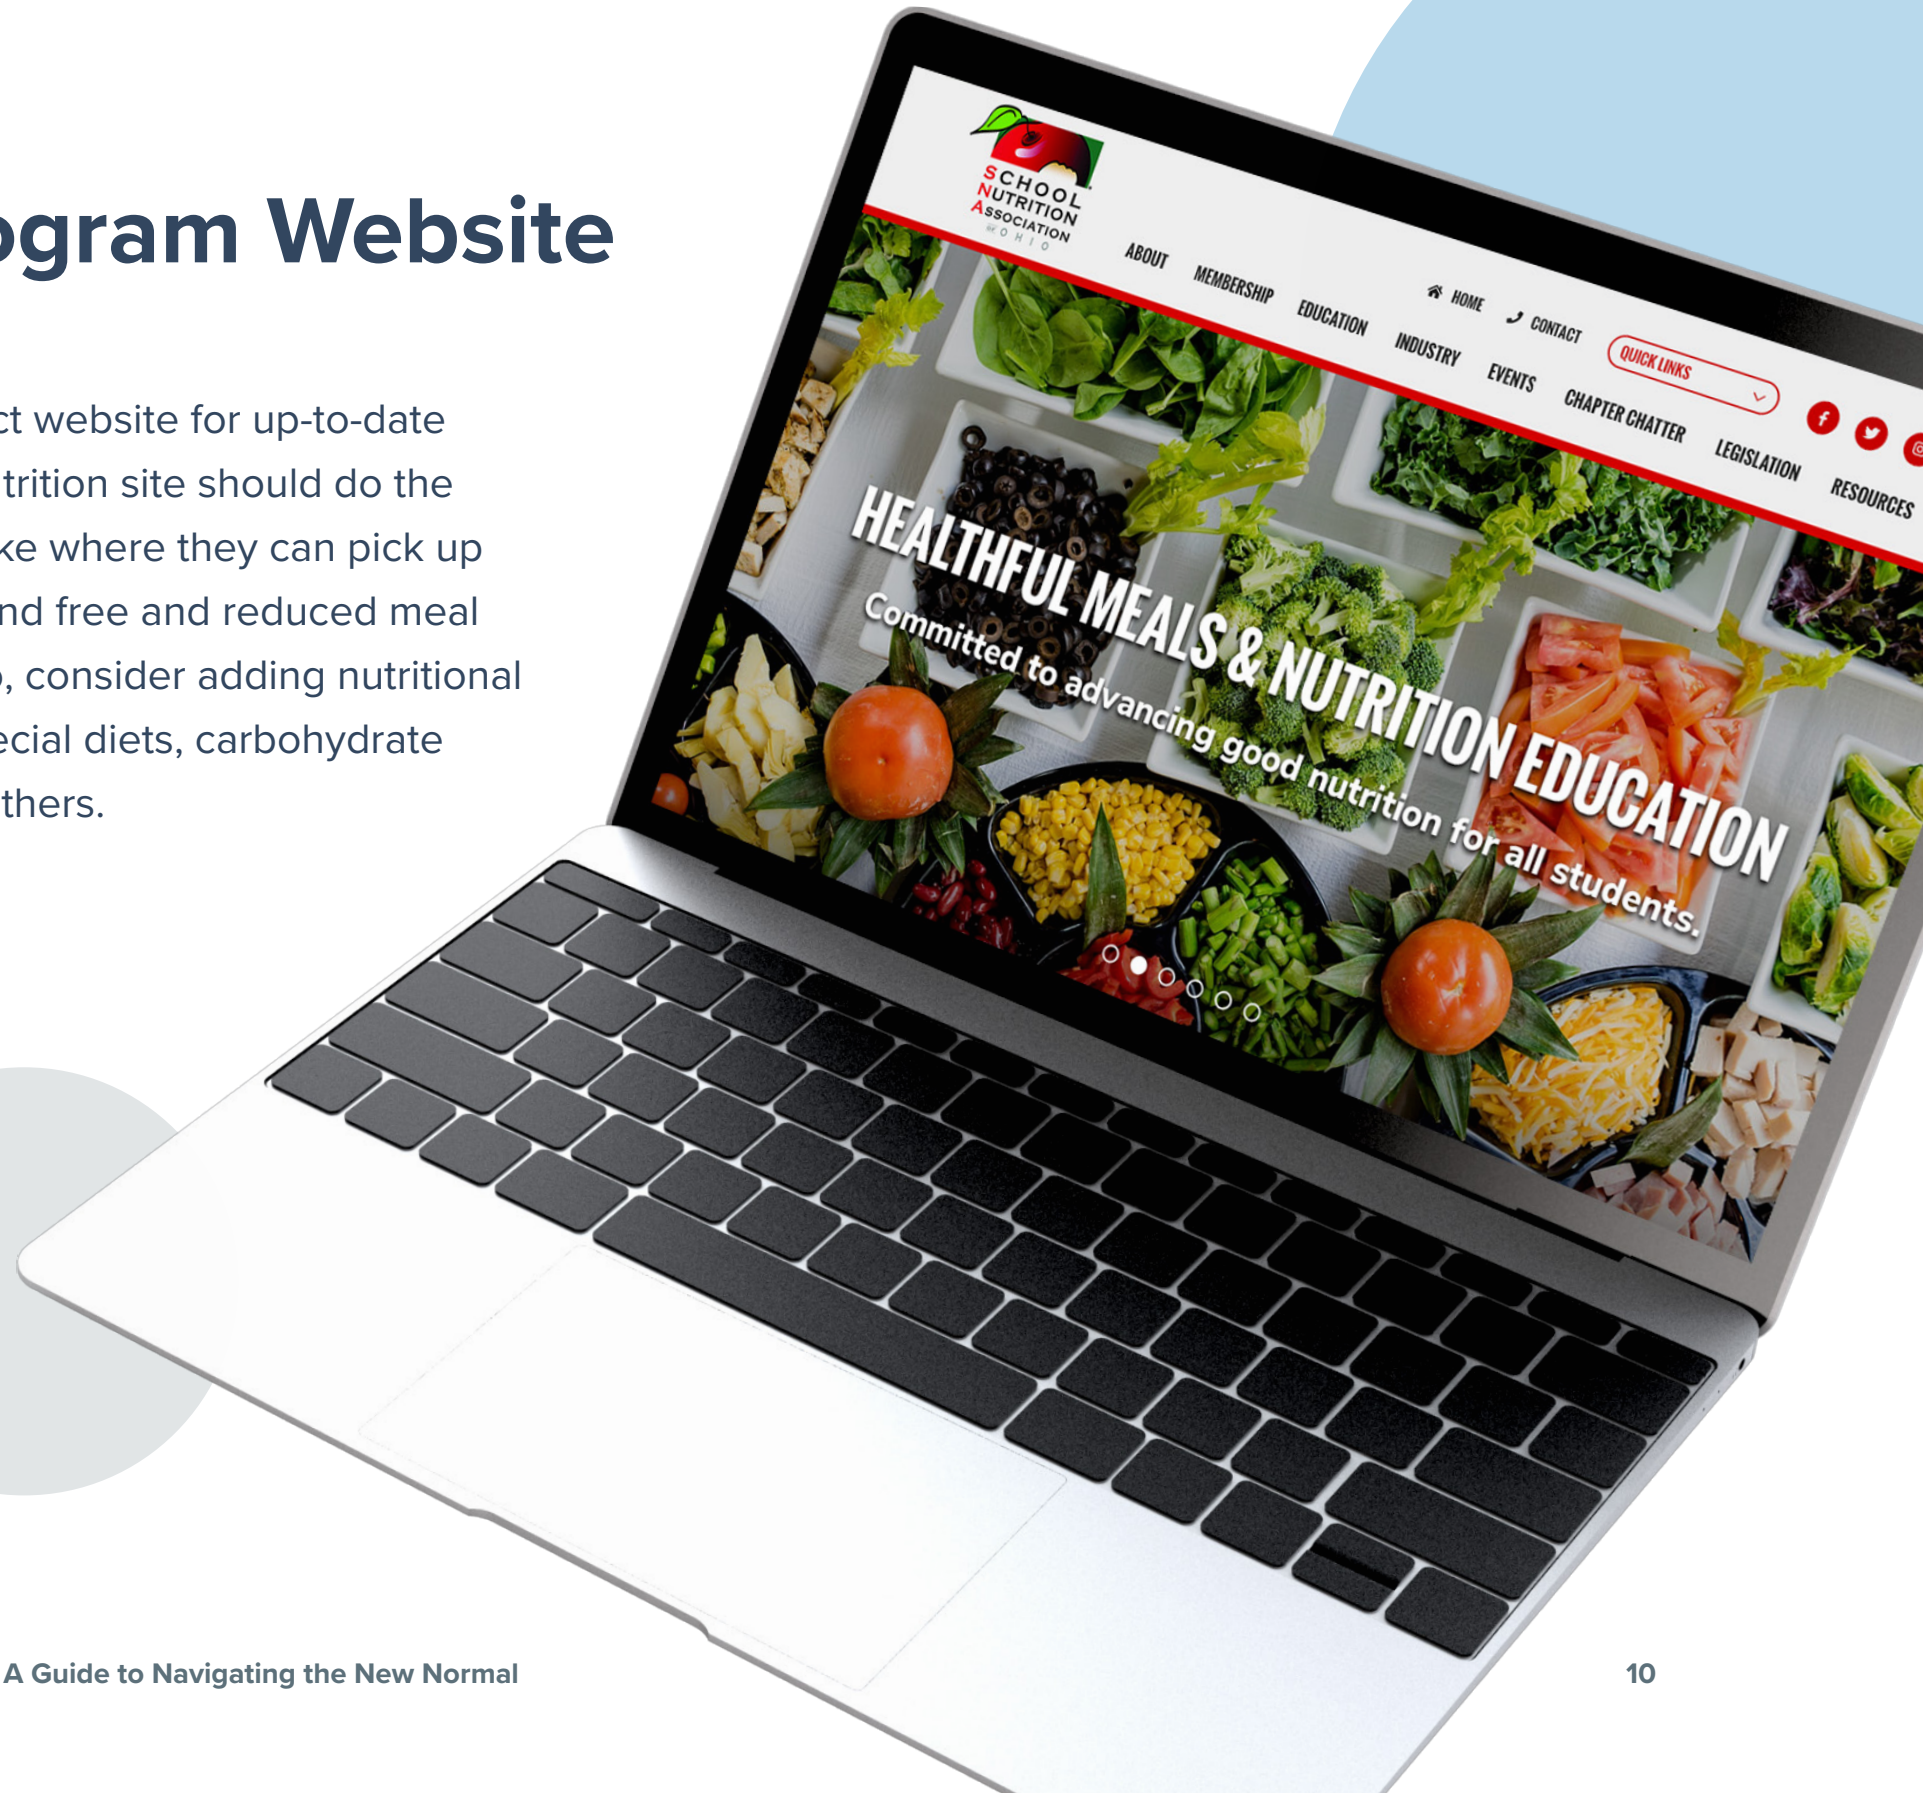 ogram Website
ct website for up-to-date
trition site should do the
ke where they can pick up
nd free and reduced meal
, consider adding nutritional
ecial diets, carbohydrate
thers.
SCHOOL
NUTRITION
ASSOCIATION
OF OHIO
HOME CONTACT QUICK LINKS
ABOUT MEMBERSHIP EDUCATION INDUSTRY EVENTS CHAPTER CHATTER LEGISLATION RESOURCES
HEALTHFUL MEALS & NUTRITION EDUCATION
Committed to advancing good nutrition for all students.
A Guide to Navigating the New Normal
10